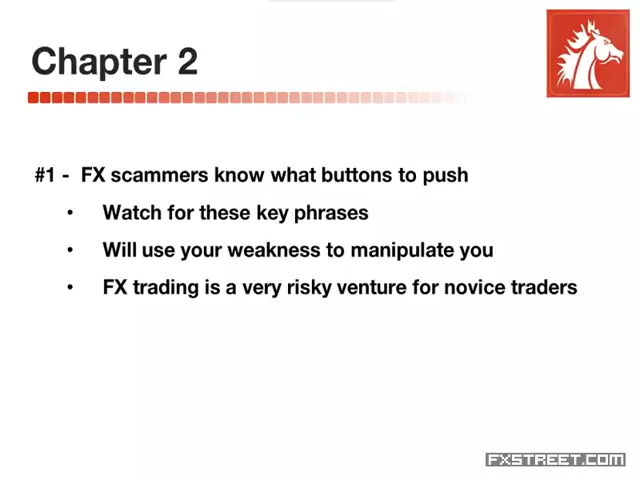 Chapter 2
#1 - FX scammers know what buttons to push
• Watch for these key phrases
• Will use your weakness to manipulate you
• FX trading is a very risky venture for novice traders
FXSTREET.COM